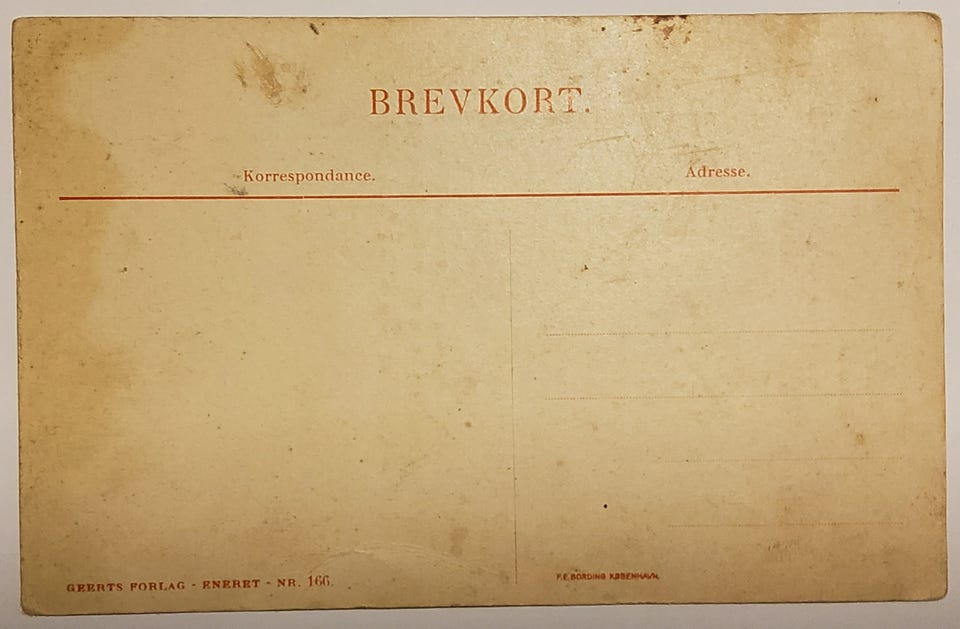 BREVKORT.
Korrespondance.
Adresse.
GEERTS FORLAG - ENERET - NR. 166.
F.E. BORDING KØBENHAVN.